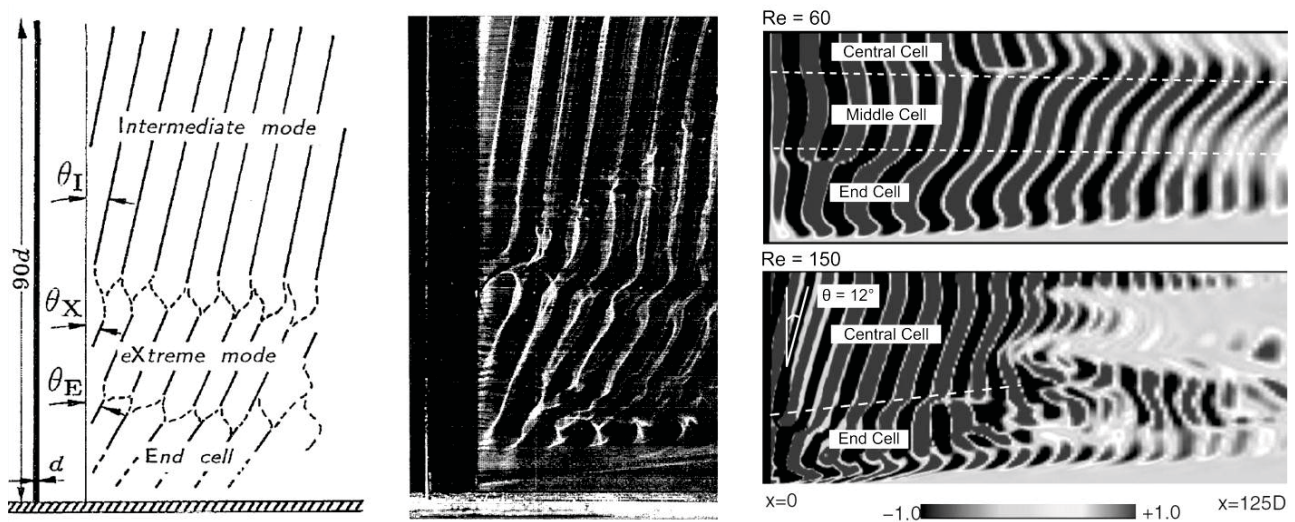 90d
Intermediate mode
θI
θX
eXtreme mode
θE
End cell
d
Re = 60
Central Cell
Middle Cell
End Cell
Re = 150
θ = 12°
Central Cell
End Cell
x=0
−1.0
+1.0
x=125D